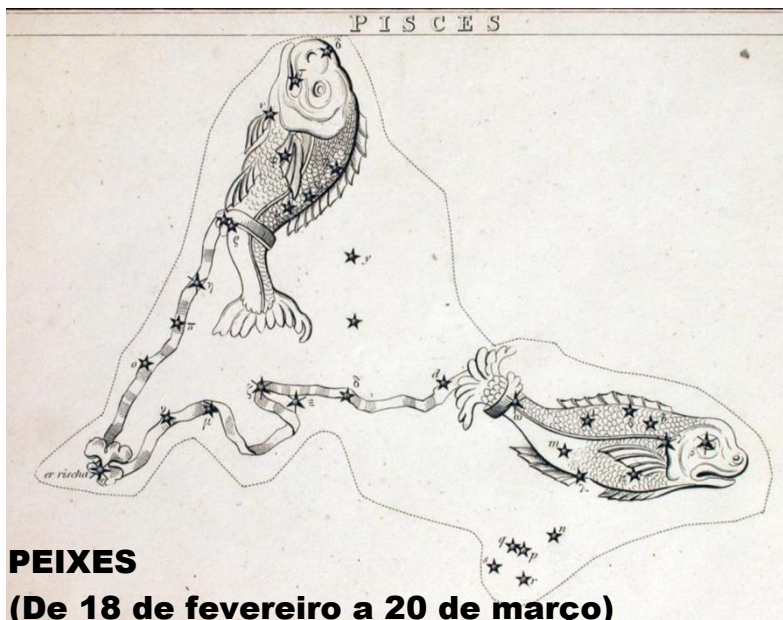 PISCES
δ
υ
ς
y
η
π
o
ζ
δ
d
ε
ν
μ
ω
b
m
er rischa
n
q
p
s
r
PEIXES
(De 18 de fevereiro a 20 de março)